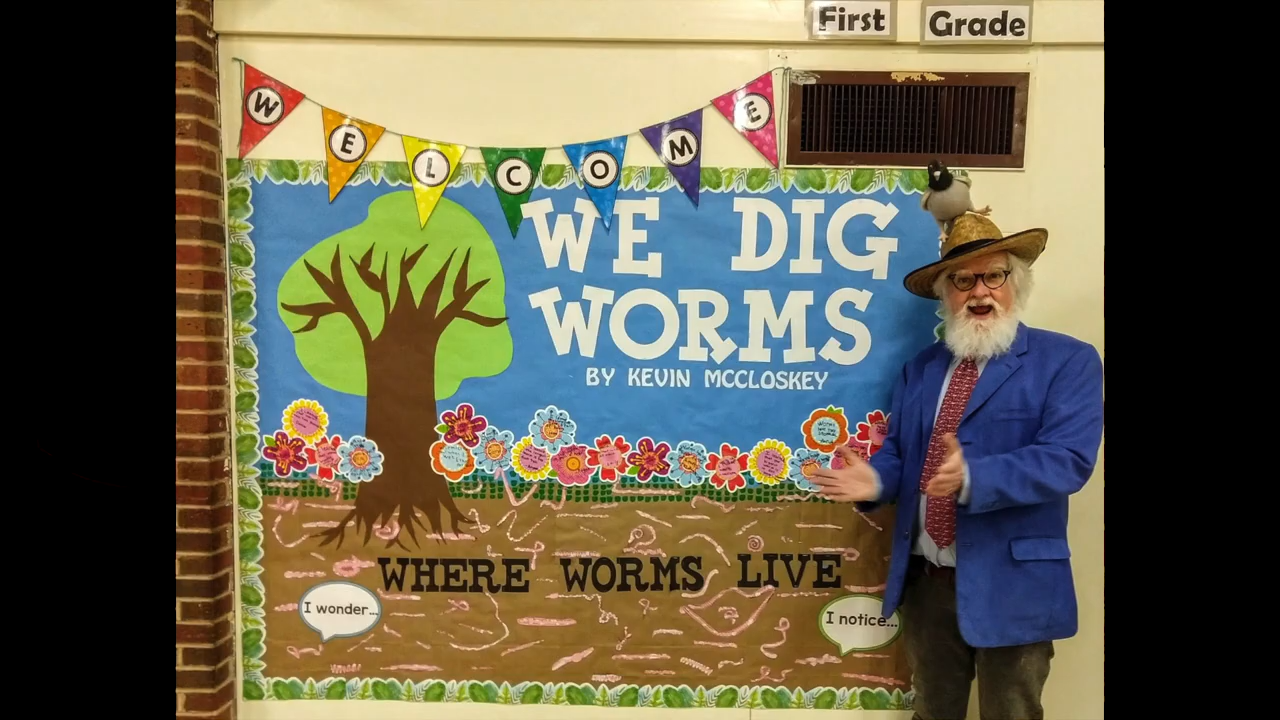 First Grade
WELCOME
WE DIG
WORMS
BY KEVIN MCCLOSKEY
WHERE WORMS LIVE
I wonder...
I notice...